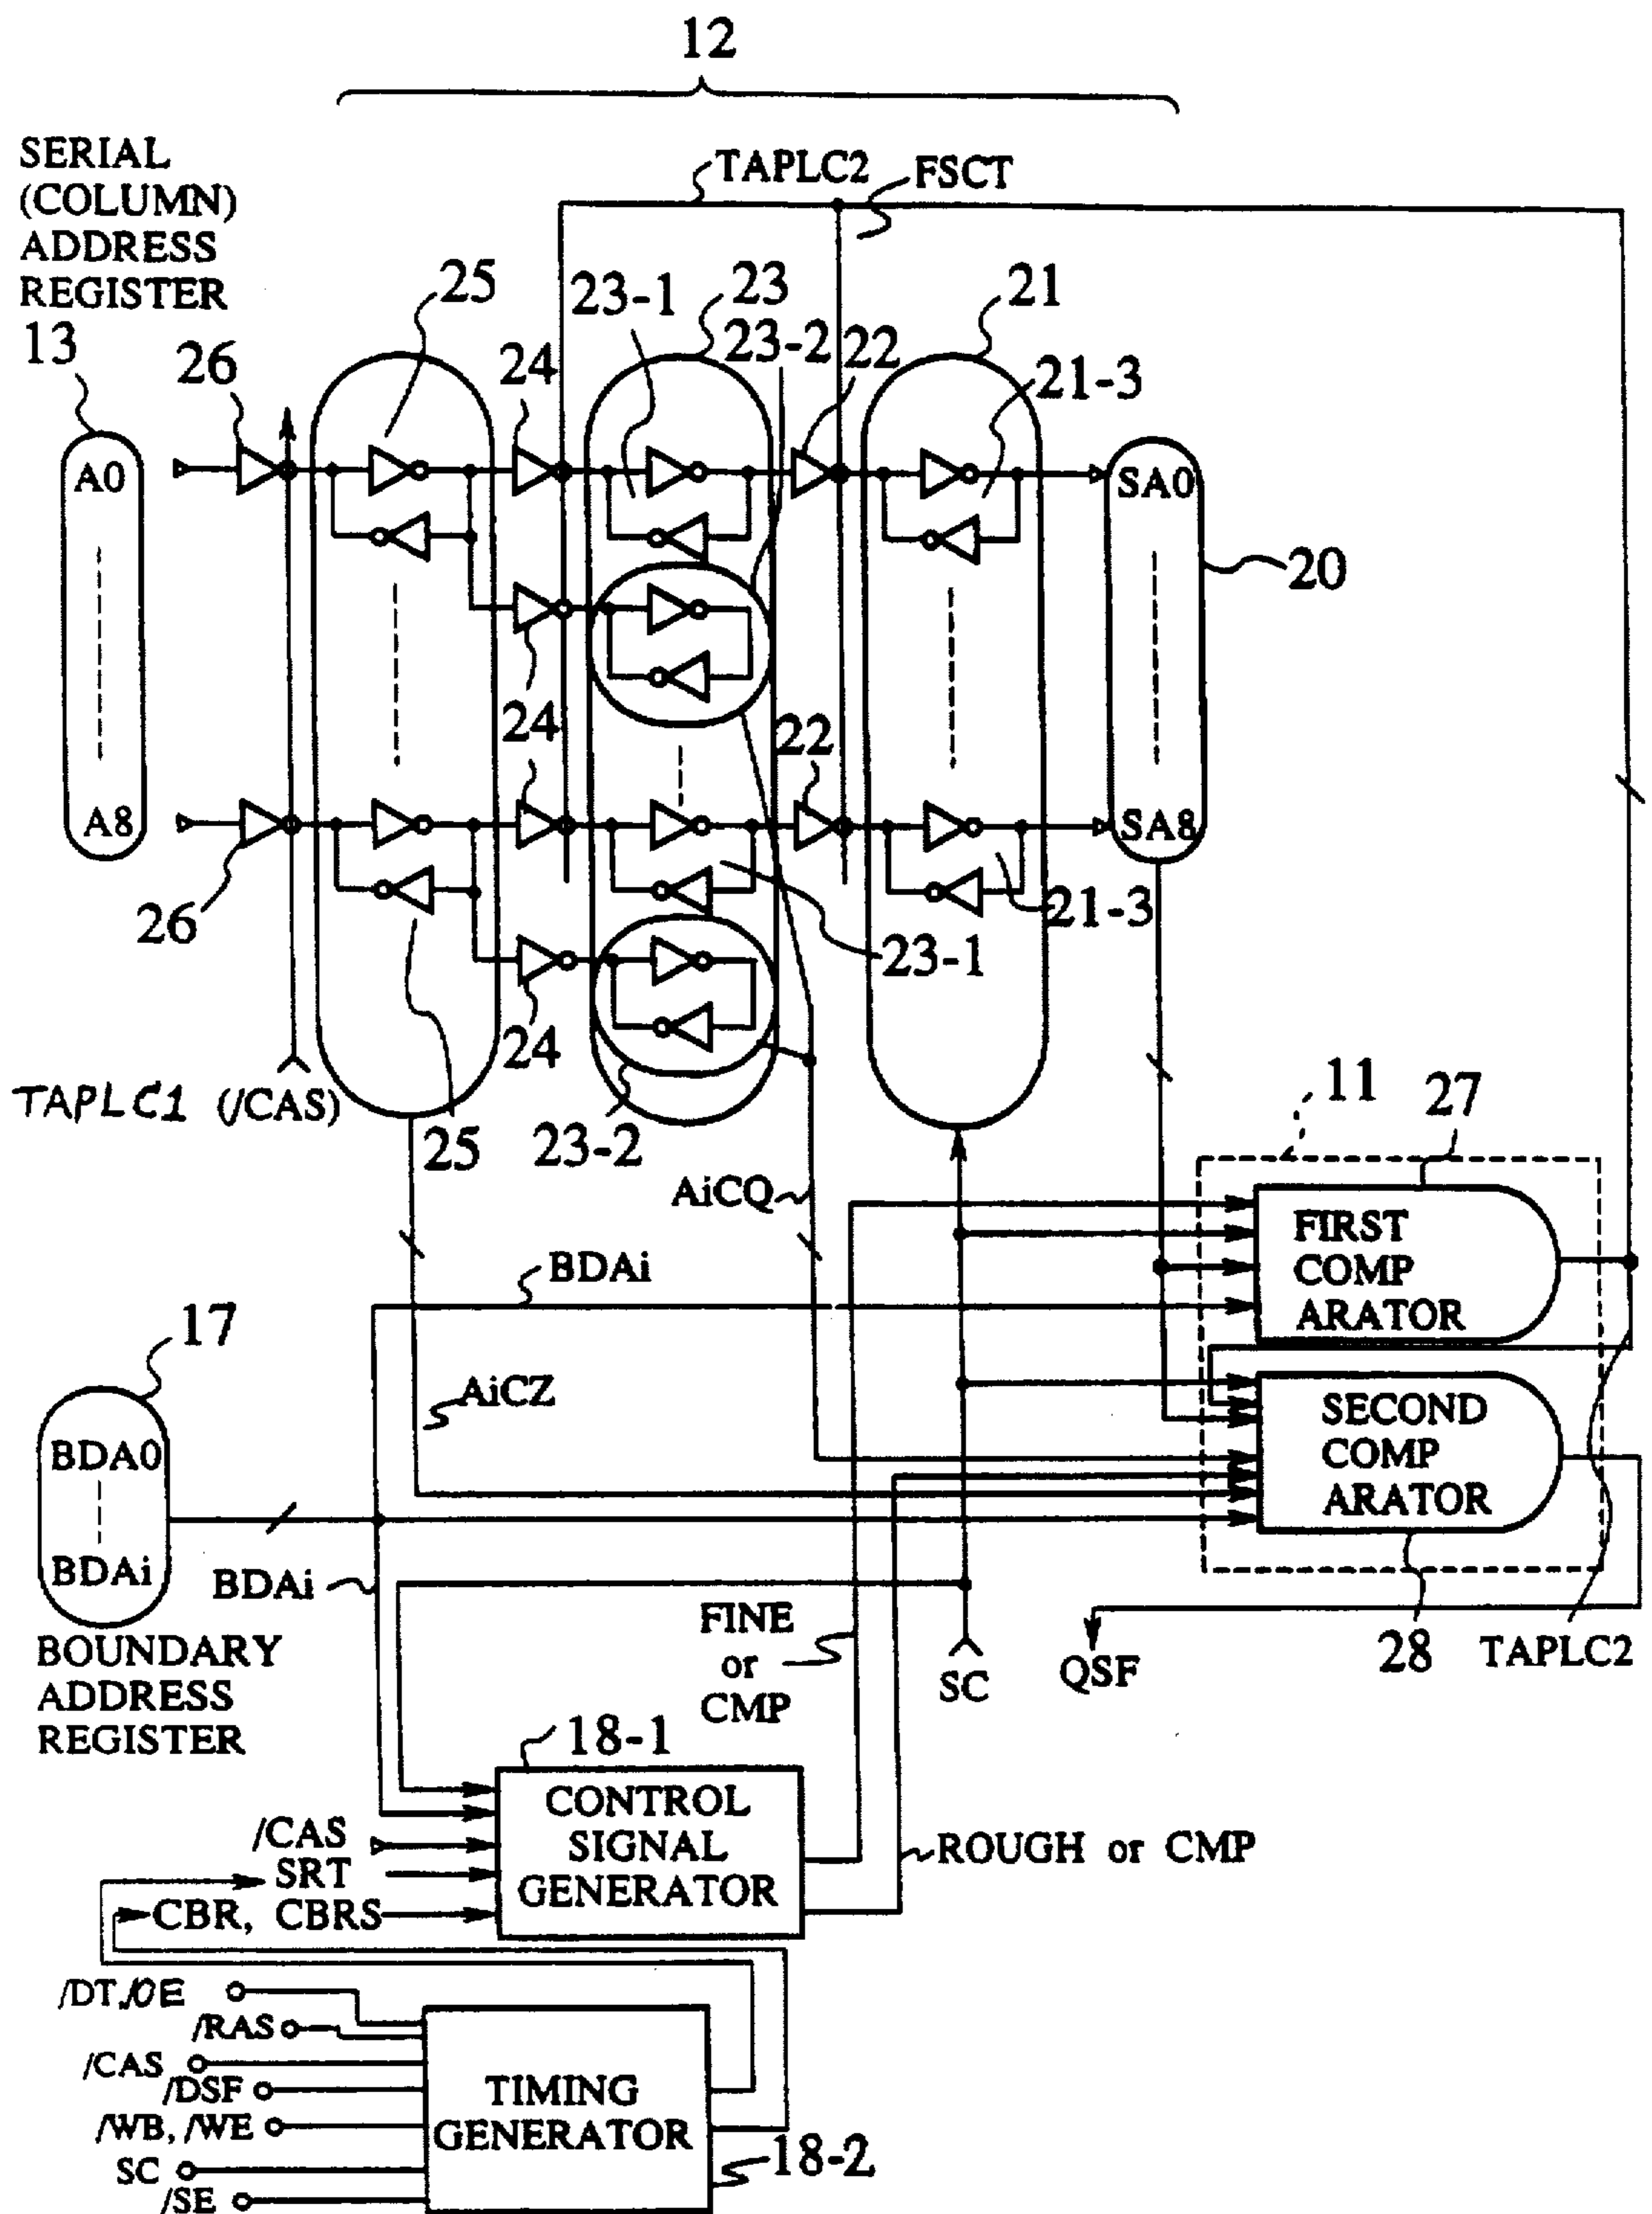 12
SERIAL
(COLUMN)
ADDRESS
REGISTER
13
TAPLC2
FSCT
25
23-1
23
23-2
22
21
21-3
26
24
A0
SA0
20
24
24
22
A8
SA8
26
21-3
23-1
24
TAPLC1 (/CAS)
25
23-2
11
27
AiCQ
FIRST
COMP
ARATOR
BDAi
17
AiCZ
SECOND
COMP
ARATOR
BDA0
BDAi
BDAi
BOUNDARY
ADDRESS
REGISTER
FINE
or
CMP
SC
QSF
28
TAPLC2
18-1
CONTROL
SIGNAL
GENERATOR
/CAS
SRT
CBR, CBRS
ROUGH or CMP
/DT,/OE
/RAS
/CAS
/DSF
/WB, /WE
SC
/SE
TIMING
GENERATOR
18-2